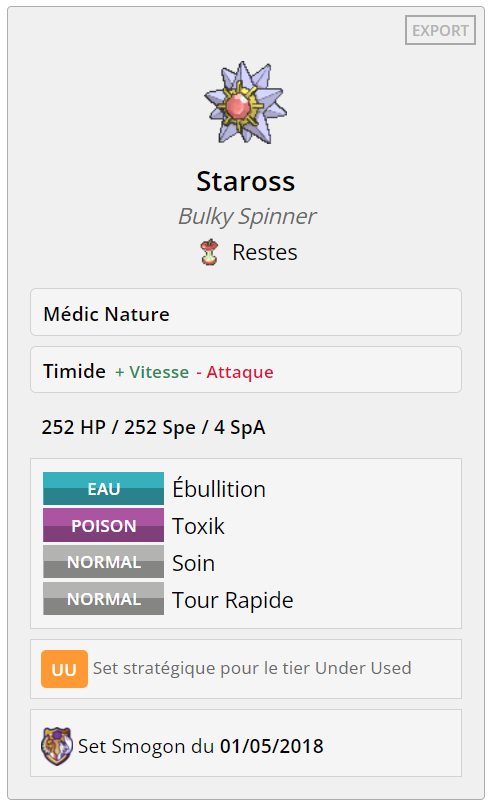 EXPORT
Staross
Bulky Spinner
Restes
Médic Nature
Timide + Vitesse - Attaque
252 HP / 252 Spe / 4 SpA
EAU Ébullition
POISON Toxik
NORMAL Soin
NORMAL Tour Rapide
UU Set stratégique pour le tier Under Used
Set Smogon du 01/05/2018